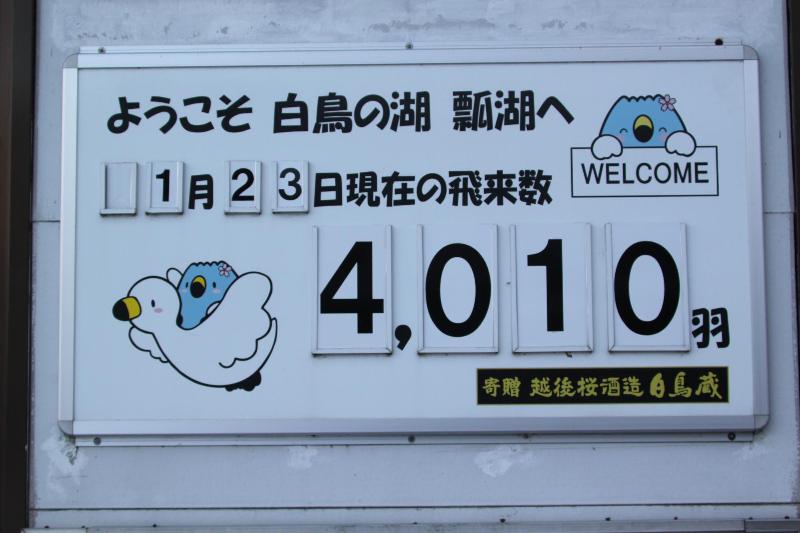 ようこそ 白鳥の湖 瓢湖へ
WELCOME
1月23日現在の飛来数
4,010羽
寄贈 越後桜酒造 白鳥蔵